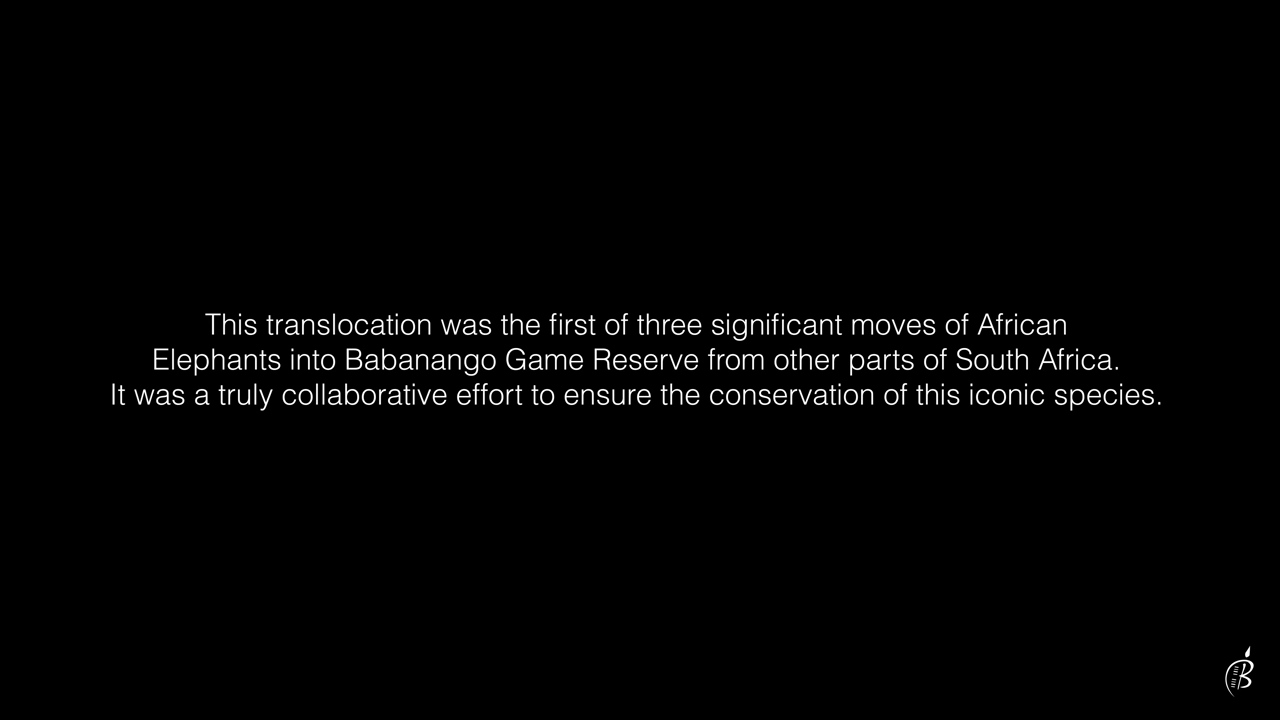 This translocation was the first of three significant moves of African
Elephants into Babanango Game Reserve from other parts of South Africa.
It was a truly collaborative effort to ensure the conservation of this iconic species.
B